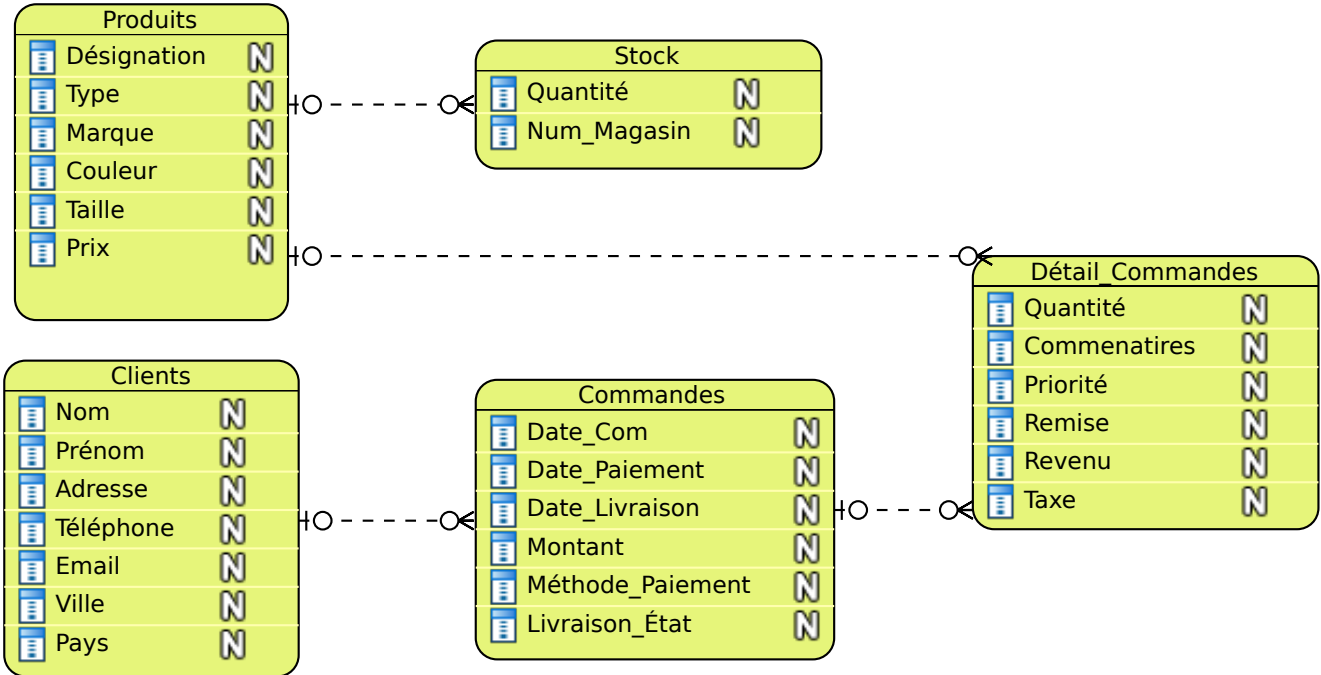 Produits
Désignation N
Type N
Marque N
Couleur N
Taille N
Prix N
Stock
Quantité N
Num_Magasin N
Détail_Commandes
Quantité N
Commenatires N
Priorité N
Remise N
Revenu N
Taxe N
Clients
Nom N
Prénom N
Adresse N
Téléphone N
Email N
Ville N
Pays N
Commandes
Date_Com N
Date_Paiement N
Date_Livraison N
Montant N
Méthode_Paiement N
Livraison_État N